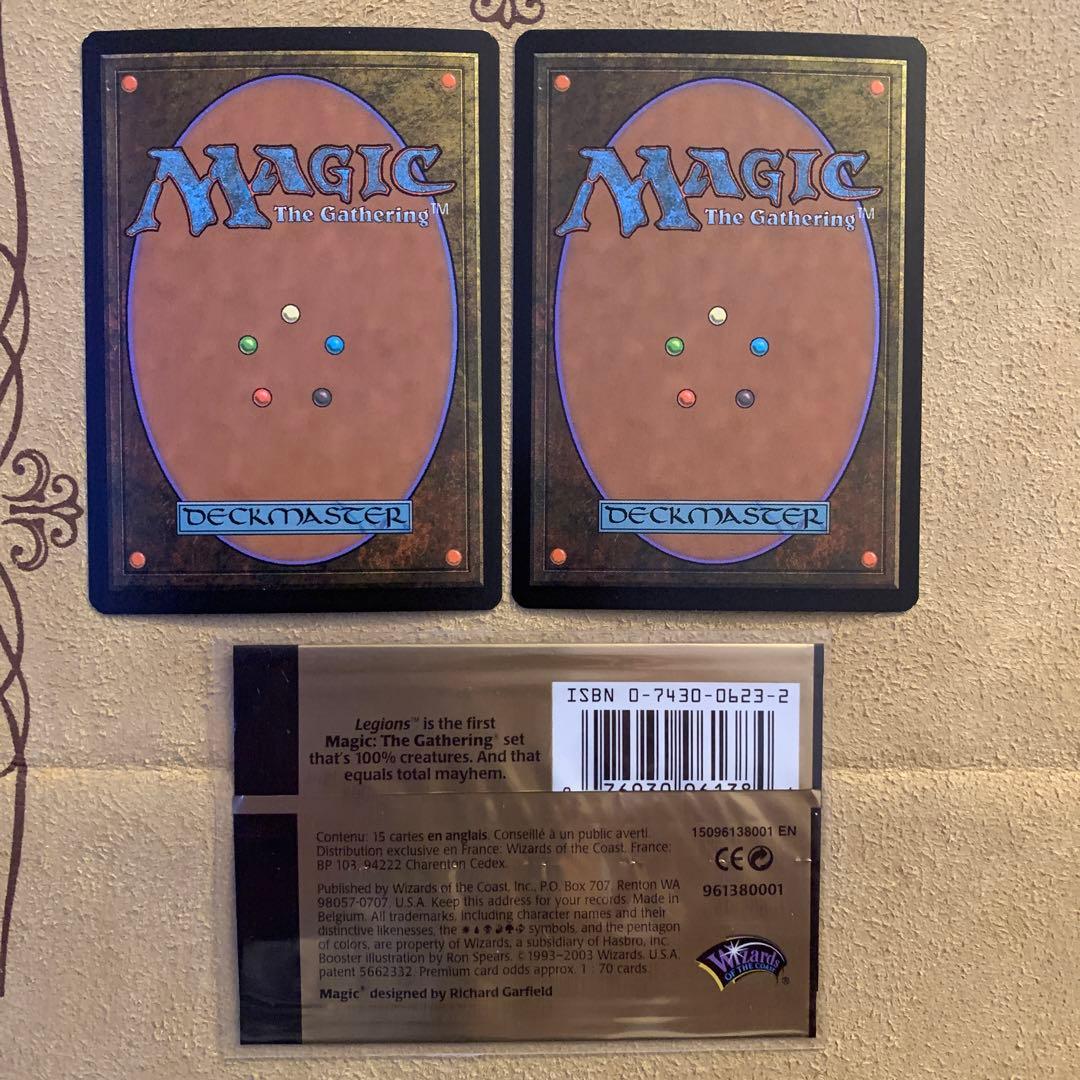 MAGIC
The Gathering™
DECKMASTER
MAGIC
The Gathering™
DECKMASTER
Legions™ is the first
Magic: The Gathering® set
that's 100% creatures. And that
equals total mayhem.
ISBN 0-7430-0623-2
Contenu: 15 cartes en anglais. Conseillé à un public averti.
Distribution exclusive en France: Wizards of the Coast, France:
BP 103, 94222 Charenton Cedex.
15096138001 EN
CE
961380001
Published by Wizards of the Coast, Inc., P.O. Box 707, Renton WA
98057-0707, U.S.A. Keep this address for your records. Made in
Belgium. All trademarks, including character names and their
distinctive likenesses, the symbols, and the pentagon
of colors, are property of Wizards, a subsidiary of Hasbro, Inc.
Booster illustration by Ron Spears. ©1993–2003 Wizards. U.S.A.
patent 5662332. Premium card odds approx. 1 : 70 cards.
Magic® designed by Richard Garfield
Wizards
OF THE COAST®